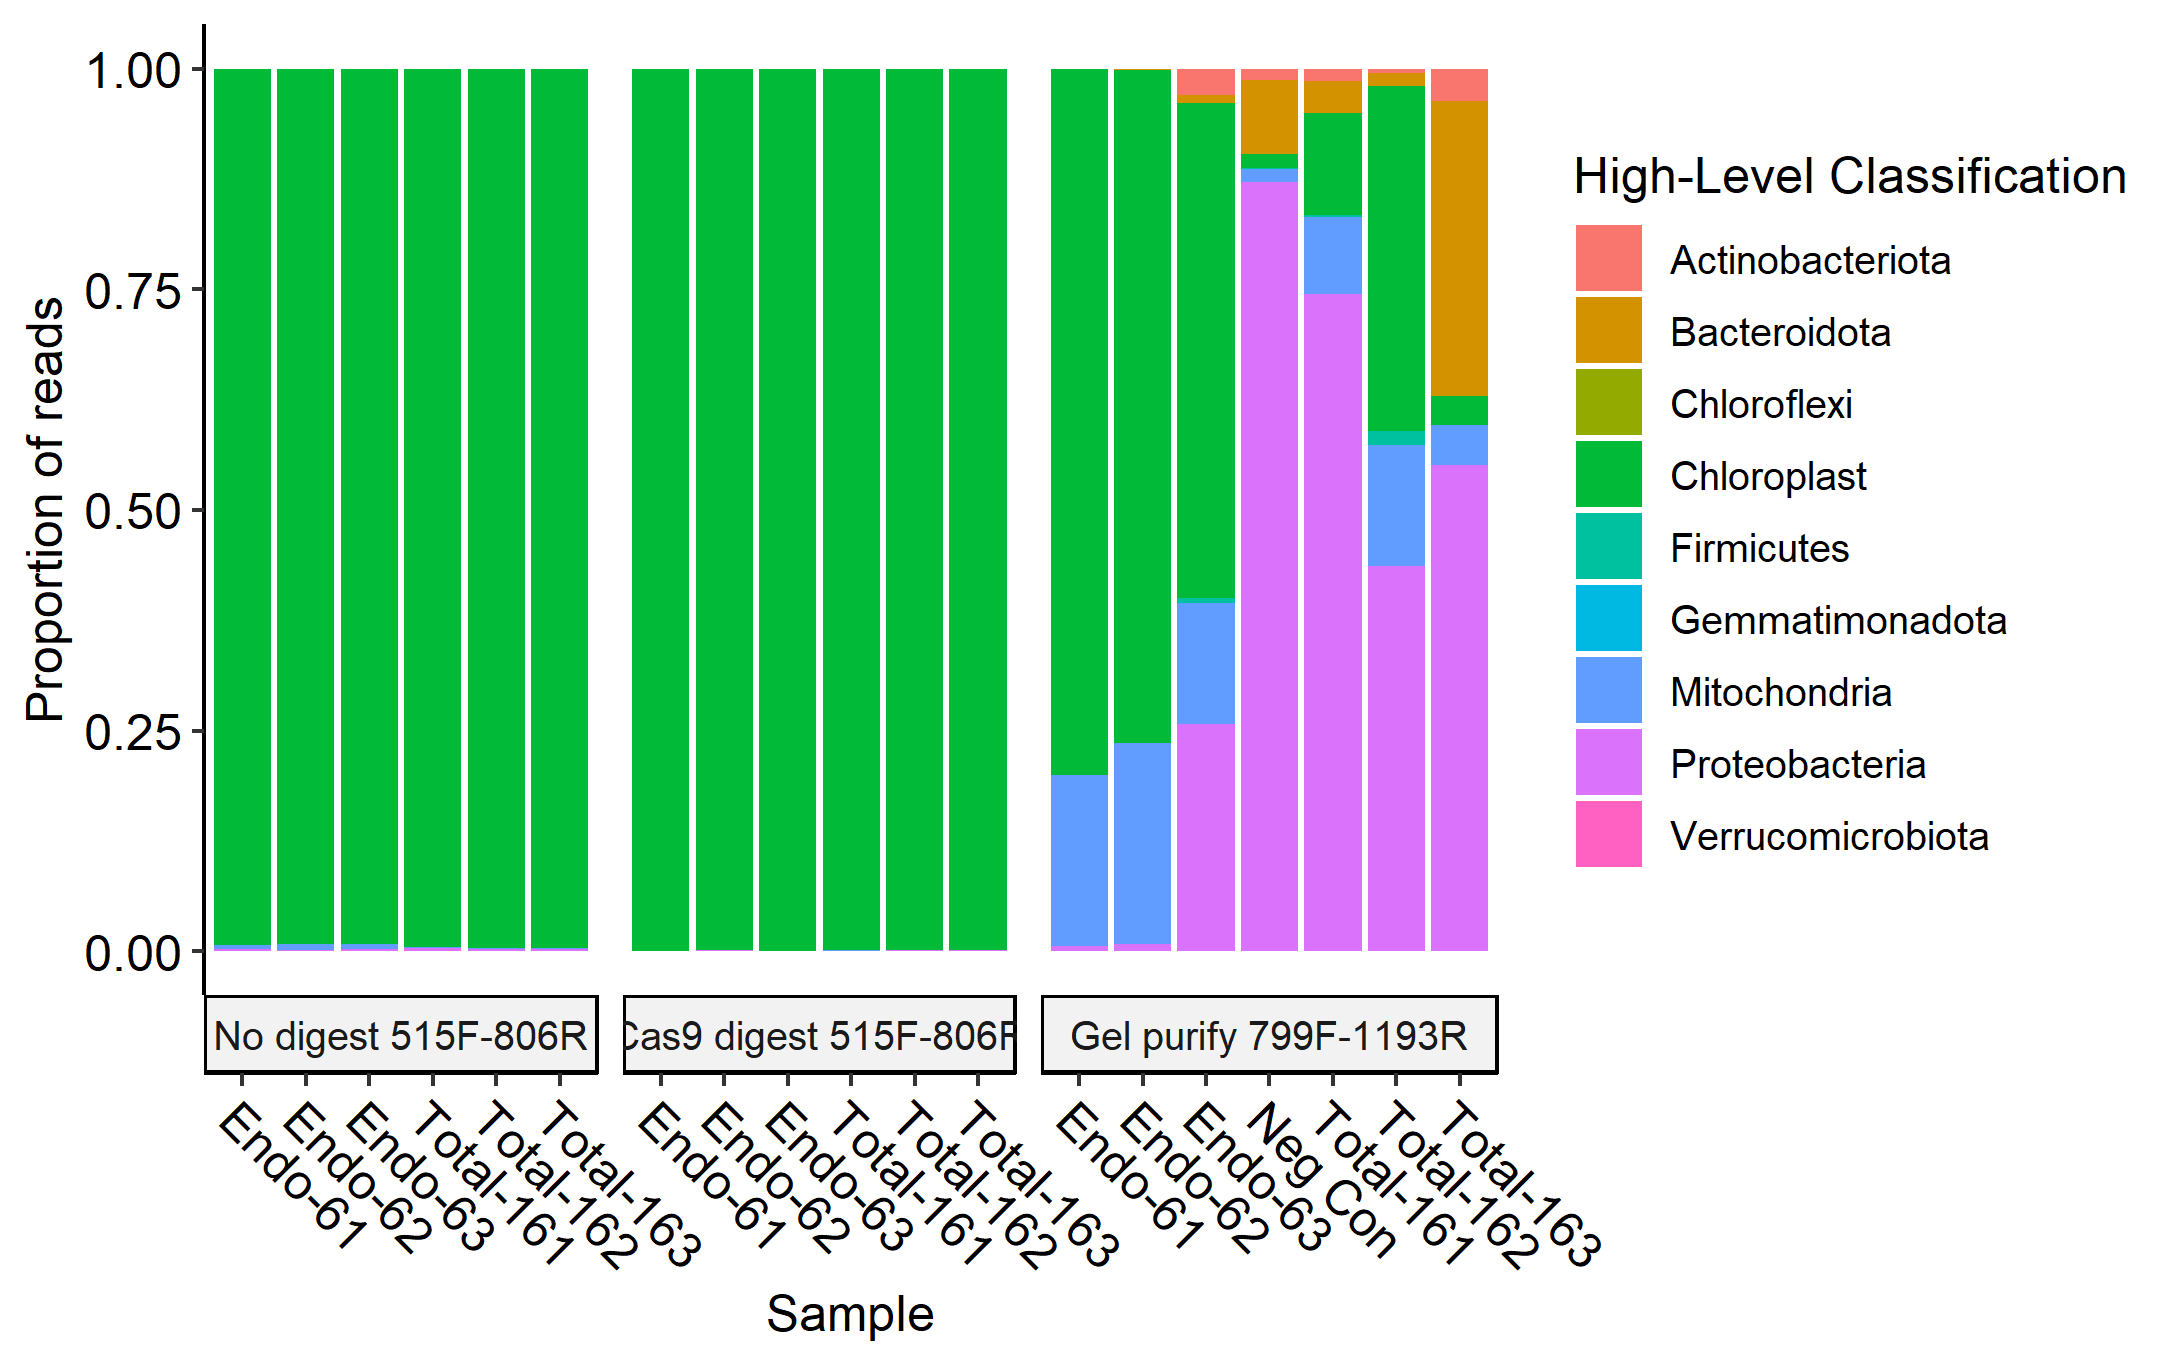 1.00
0.75
0.50
0.25
0.00
Proportion of reads
No digest 515F-806R
Cas9 digest 515F-806R
Gel purify 799F-1193R
Endo-61
Endo-62
Endo-63
Total-161
Total-162
Total-163
Endo-61
Endo-62
Endo-63
Total-161
Total-162
Total-163
Endo-61
Endo-62
Endo-63
Neg Con
Total-161
Total-162
Total-163
Sample
High-Level Classification
Actinobacteriota
Bacteroidota
Chloroflexi
Chloroplast
Firmicutes
Gemmatimonadota
Mitochondria
Proteobacteria
Verrucomicrobiota